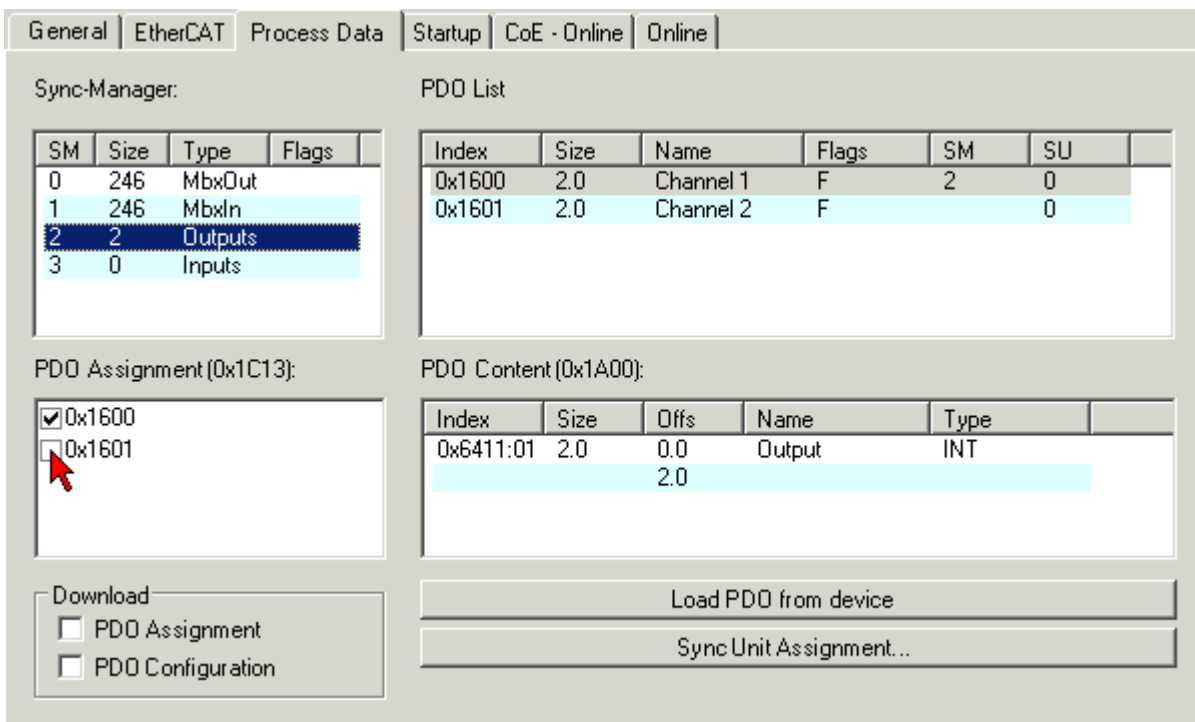 General EtherCAT Process Data Startup CoE - Online Online
Sync-Manager:
SM Size Type Flags
0 246 MbxOut
1 246 MbxIn
2 2 Outputs
3 0 Inputs
PDO List
Index Size Name Flags SM SU
0x1600 2.0 Channel 1 F 2 0
0x1601 2.0 Channel 2 F 0
PDO Assignment (0x1C13):
0x1600
0x1601
PDO Content (0x1A00):
Index Size Offs Name Type
0x6411:01 2.0 0.0 Output INT
2.0
Download
PDO Assignment
PDO Configuration
Load PDO from device
Sync Unit Assignment...